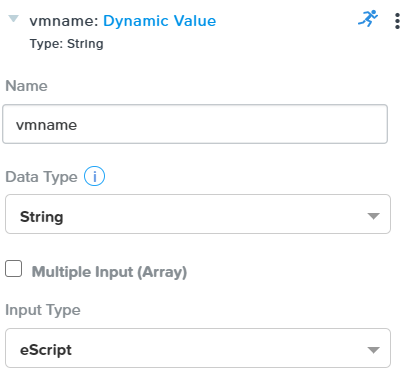 vmname: Dynamic Value
Type: String
Name
vmname
Data Type i
String
Multiple Input (Array)
Input Type
eScript